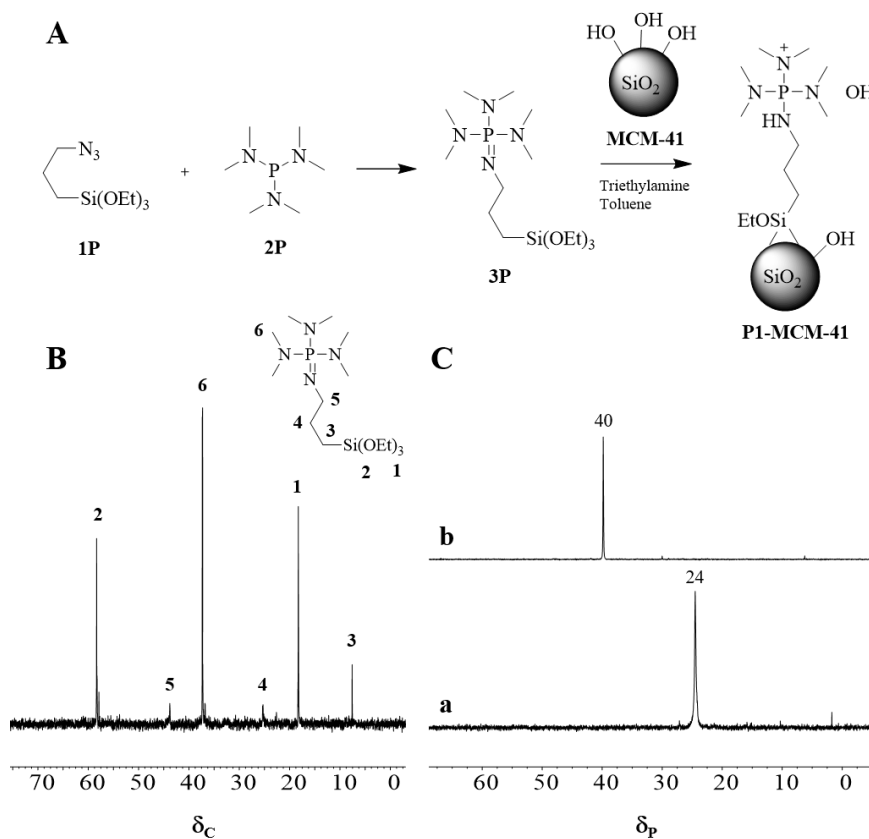 A
N3
Si(OEt)3
1P
+
N
N
P
N
2P
N
N
P
N
N
Si(OEt)3
3P
HO
OH
OH
SiO2
MCM-41
Triethylamine
Toluene
+
N
N
P
N
HN
OH
EtO
Si
OH
SiO2
P1-MCM-41
B
6
N
N
P
N
N
5
4
3
Si(OEt)3
2
1
6
2
1
3
5
4
70
60
50
40
30
20
10
0
δC
C
40
b
24
a
60
50
40
30
20
10
0
δP